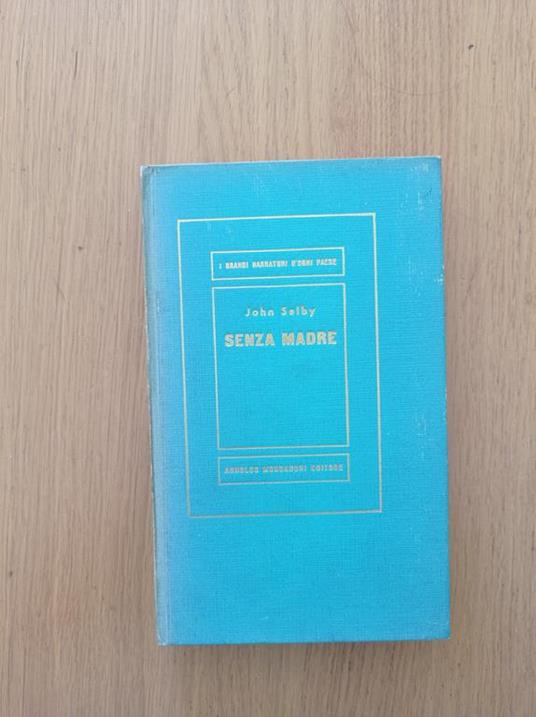 I GRANDI NARRATORI D'OGNI PAESE
John Selby
SENZA MADRE
ARNOLDO MONDADORI EDITORE